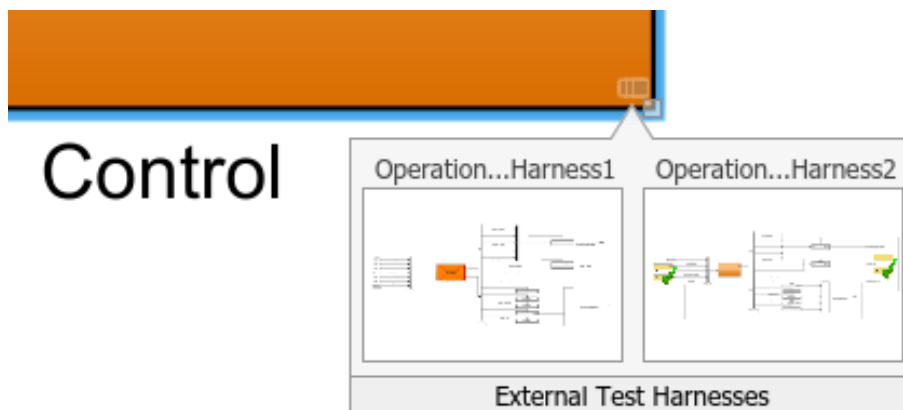 Control
Operation...Harness1
Operation...Harness2
External Test Harnesses